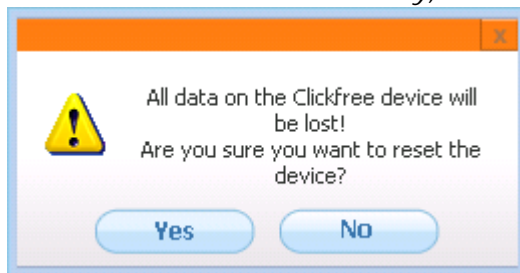 x
All data on the Clickfree device will
be lost!
Are you sure you want to reset the
device?
Yes No